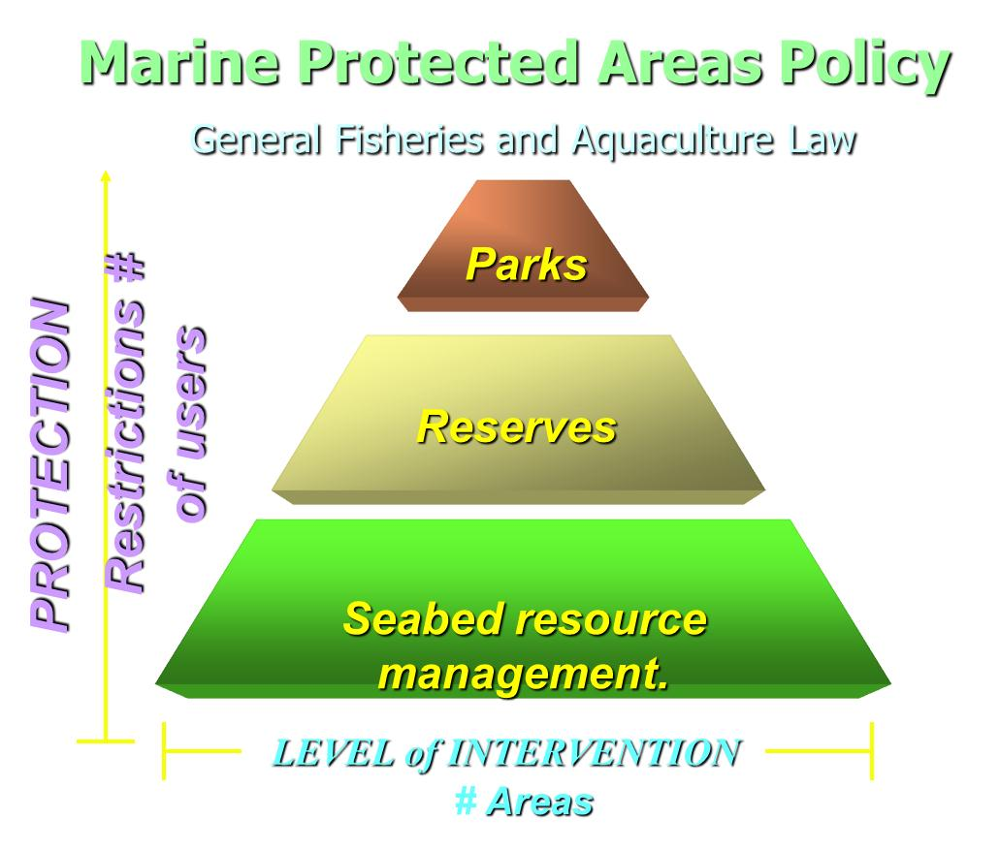 Marine Protected Areas Policy
General Fisheries and Aquaculture Law
PROTECTION
Restrictions #
of users
Parks
Reserves
Seabed resource
management.
LEVEL of INTERVENTION
# Areas